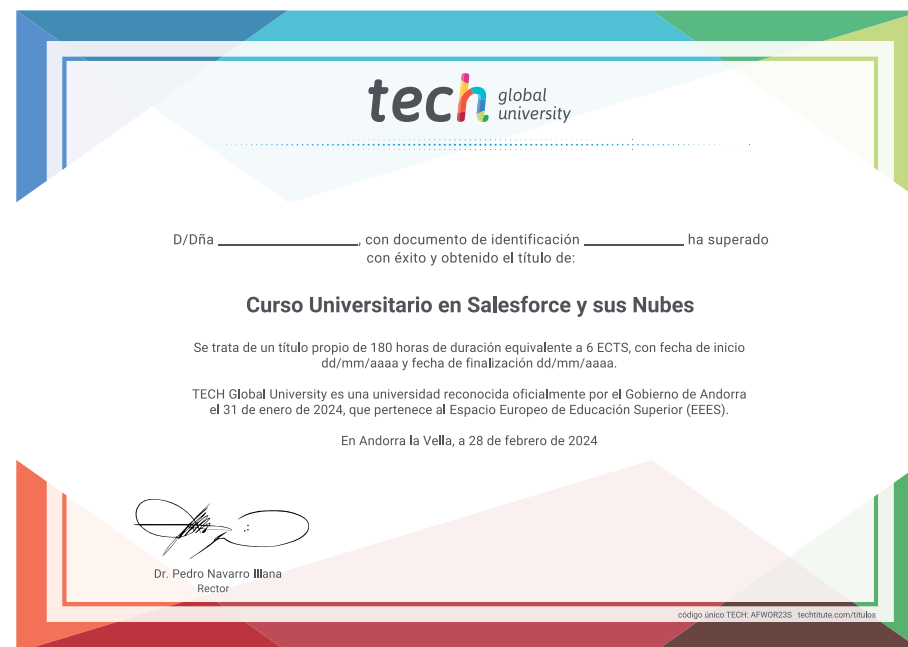 tech global
university
D/Dña ____________________, con documento de identificación ______________ ha superado
con éxito y obtenido el título de:
Curso Universitario en Salesforce y sus Nubes
Se trata de un título propio de 180 horas de duración equivalente a 6 ECTS, con fecha de inicio
dd/mm/aaaa y fecha de finalización dd/mm/aaaa.
TECH Global University es una universidad reconocida oficialmente por el Gobierno de Andorra
el 31 de enero de 2024, que pertenece al Espacio Europeo de Educación Superior (EEES).
En Andorra la Vella, a 28 de febrero de 2024
Dr. Pedro Navarro Illana
Rector
código único TECH: AFWOR23S techtitute.com/titulos